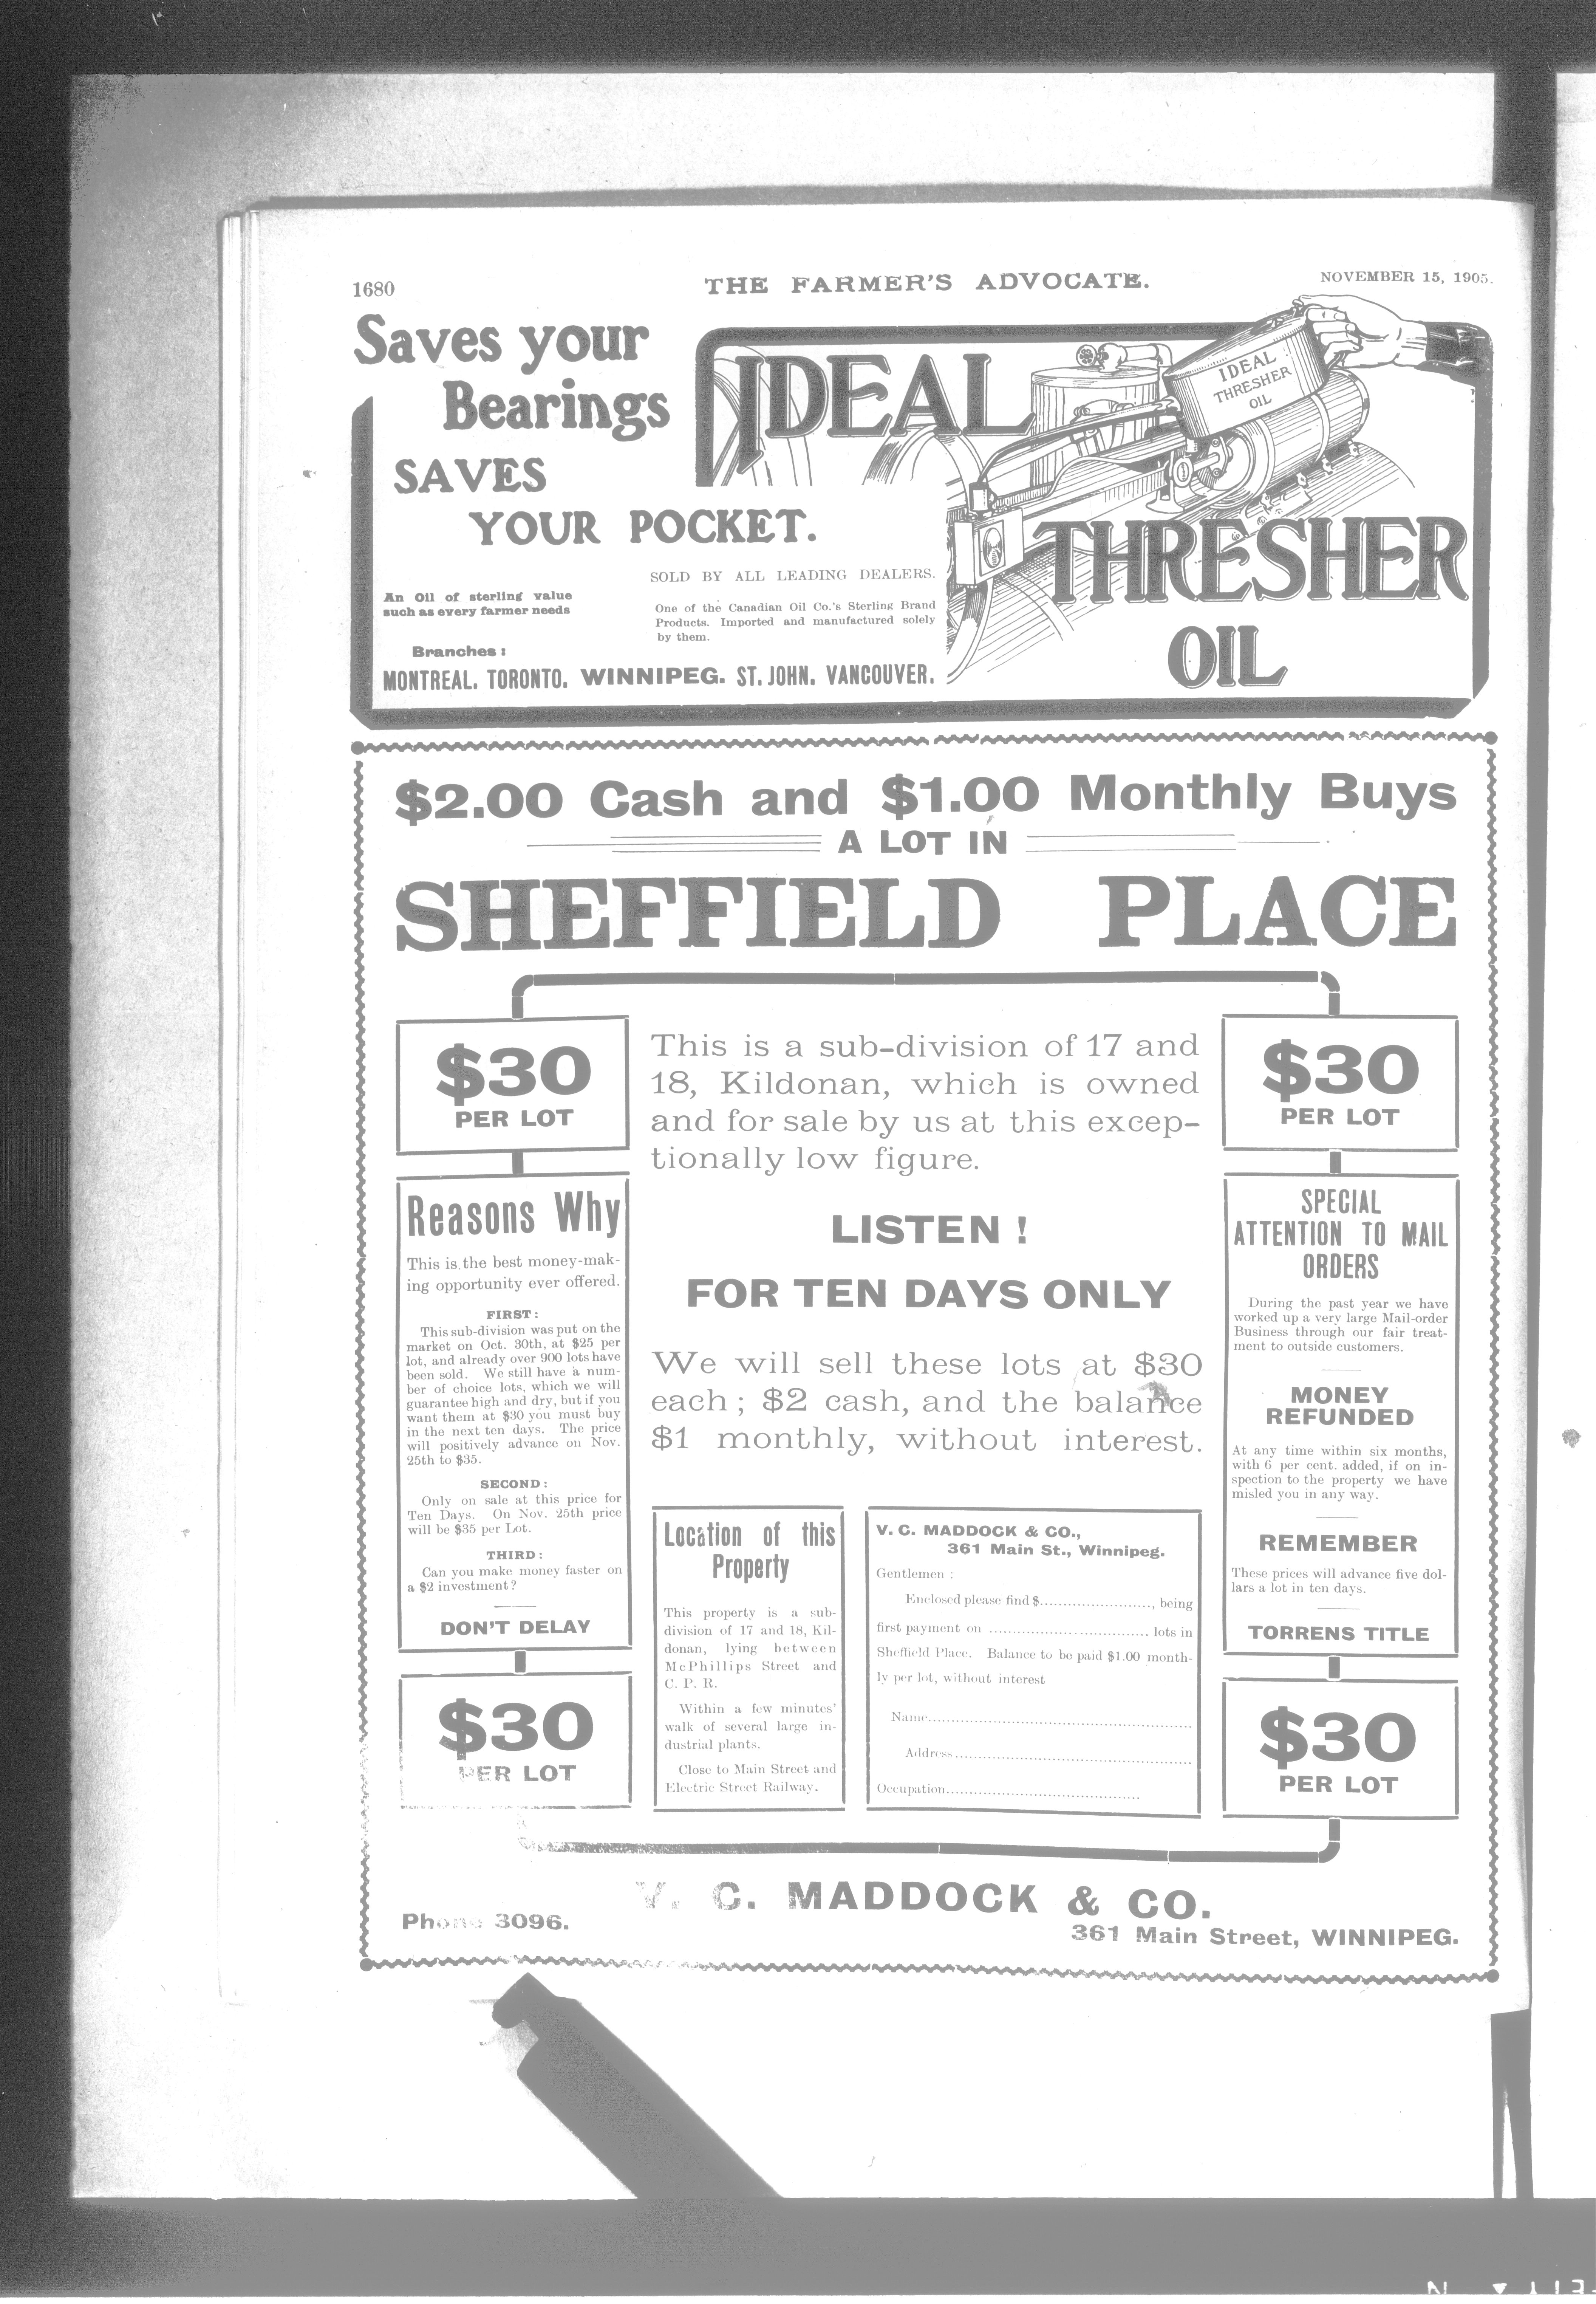 1680
THE FARMER'S ADVOCATE.
NOVEMBER 15, 1905.
Saves your
Bearings
SAVES
YOUR POCKET.
IDEAL
THRESHER
OIL
IDEAL
THRESHER
OIL
SOLD BY ALL LEADING DEALERS.
An Oil of sterling value
such as every farmer needs
One of the Canadian Oil Co.'s Sterling Brand
Products. Imported and manufactured solely
by them.
Branches:
MONTREAL. TORONTO. WINNIPEG. ST. JOHN. VANCOUVER.
$2.00 Cash and $1.00 Monthly Buys
A LOT IN
SHEFFIELD PLACE
$30
PER LOT
Reasons Why
This is the best money-mak-
ing opportunity ever offered.
FIRST:
This sub-division was put on the
market on Oct. 30th, at $25 per
lot, and already over 900 lots have
been sold. We still have a num-
ber of choice lots, which we will
guarantee high and dry, but if you
want them at $30 you must buy
in the next ten days. The price
will positively advance on Nov.
25th to $35.
SECOND:
Only on sale at this price for
Ten Days. On Nov. 25th price
will be $35 per Lot.
THIRD:
Can you make money faster on
a $2 investment?
DON'T DELAY
$30
PER LOT
This is a sub-division of 17 and
18, Kildonan, which is owned
and for sale by us at this excep-
tionally low figure.
LISTEN !
FOR TEN DAYS ONLY
We will sell these lots at $30
each; $2 cash, and the balance
$1 monthly, without interest.
Location of this
Property
This property is a sub-
division of 17 and 18, Kil-
donan, lying between
McPhillips Street and
C. P. R.
Within a few minutes'
walk of several large in-
dustrial plants.
Close to Main Street and
Electric Street Railway.
V. C. MADDOCK & CO.,
361 Main St., Winnipeg.
Gentlemen :
Enclosed please find $......................, being
first payment on ................................ lots in
Sheffield Place. Balance to be paid $1.00 month-
ly per lot, without interest
Name.....................................................
Address................................................
Occupation.......................................
$30
PER LOT
SPECIAL
ATTENTION TO MAIL
ORDERS
During the past year we have
worked up a very large Mail-order
Business through our fair treat-
ment to outside customers.
MONEY
REFUNDED
At any time within six months,
with 6 per cent. added, if on in-
spection to the property we have
misled you in any way.
REMEMBER
These prices will advance five dol-
lars a lot in ten days.
TORRENS TITLE
$30
PER LOT
V. C. MADDOCK & CO.
Phone 3096.
361 Main Street, WINNIPEG.